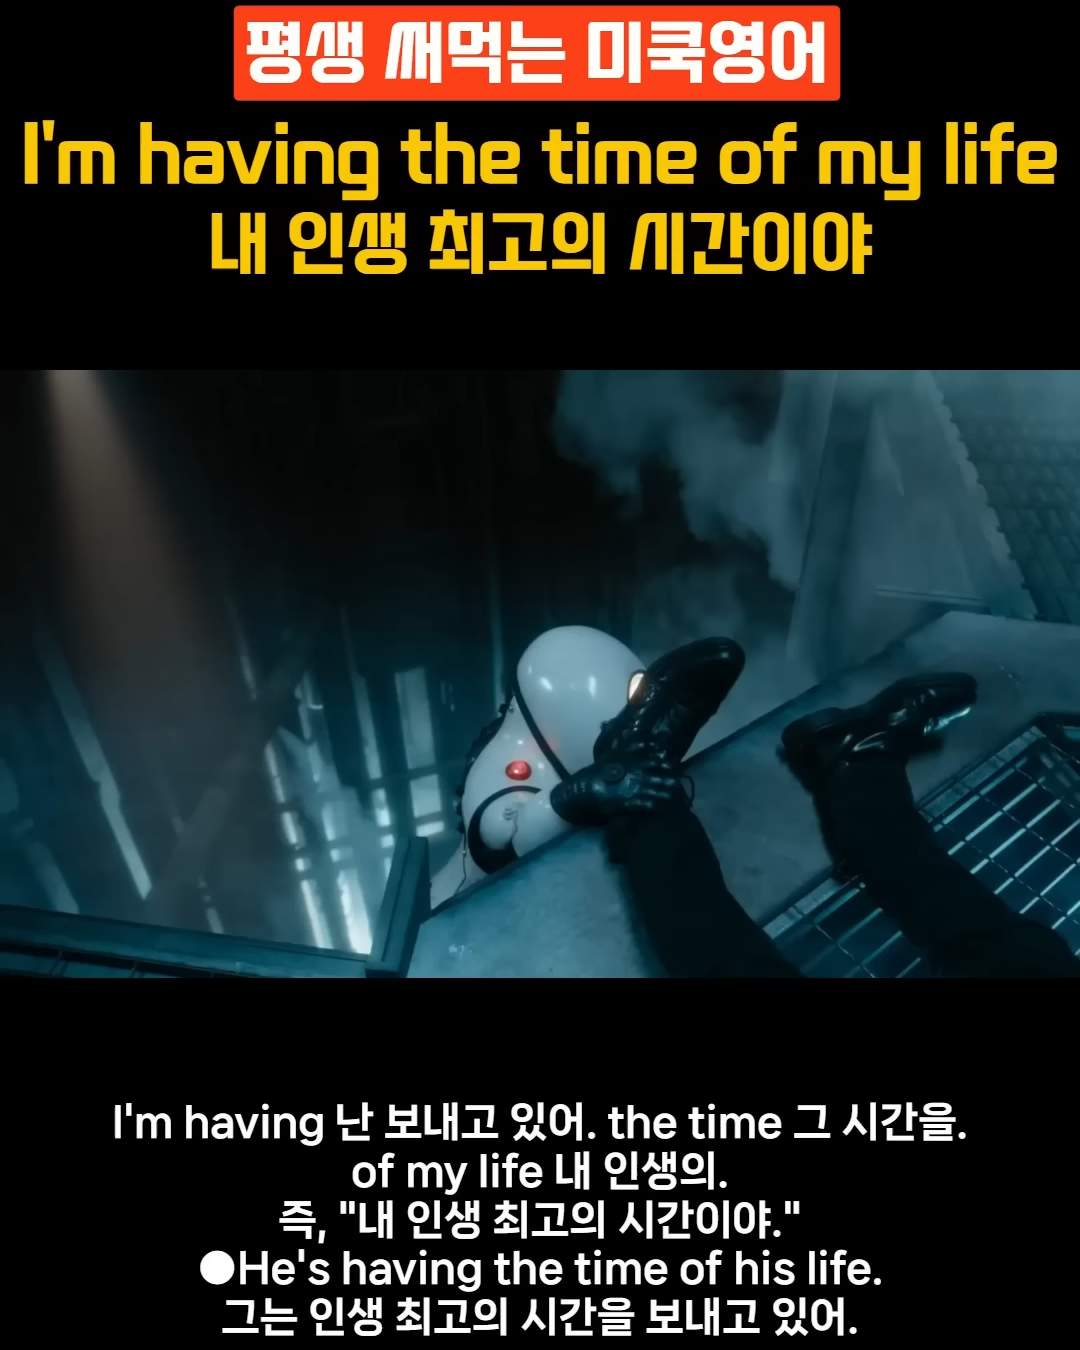 평생 써먹는 미쿡영어
I'm having the time of my life
내 인생 최고의 시간이야
I'm having 난 보내고 있어. the time 그 시간을.
of my life 내 인생의.
즉, "내 인생 최고의 시간이야."
●He's having the time of his life.
그는 인생 최고의 시간을 보내고 있어.